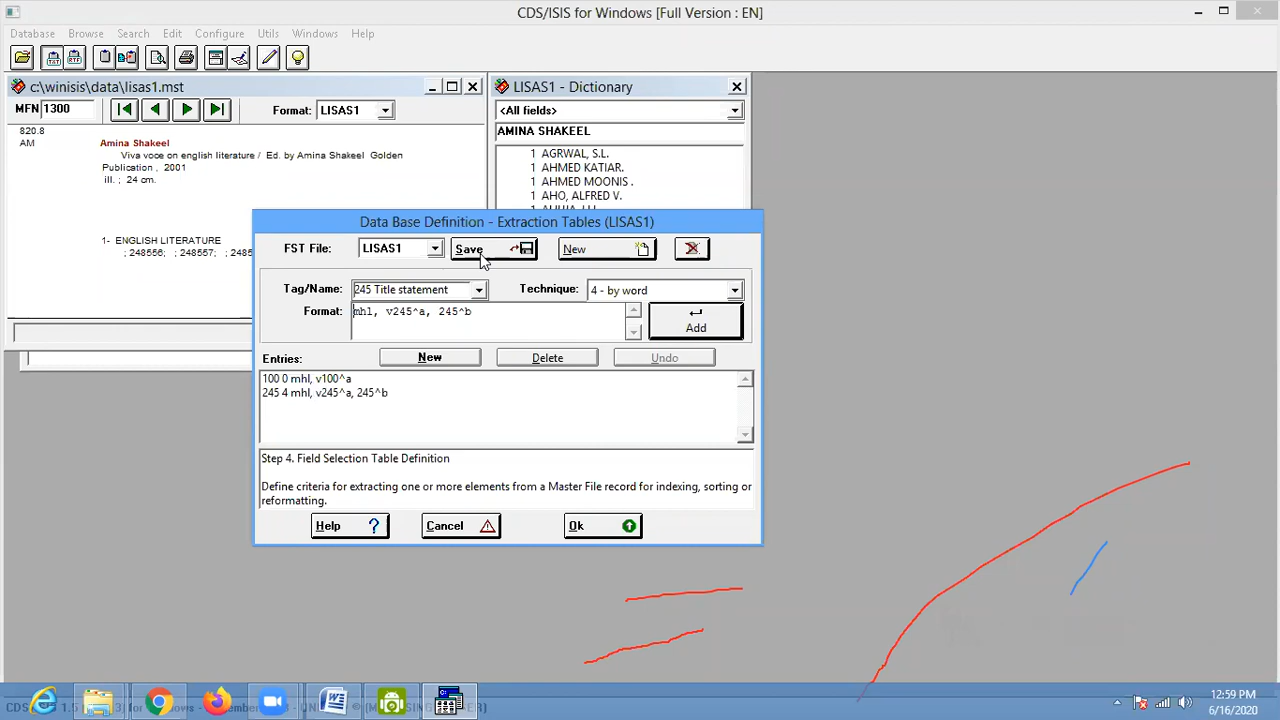 CDS/ISIS for Windows [Full Version : EN]
Database Browse Search Edit Configure Utils Windows Help
c:\winisis\data\lisas1.mst
LISAS1 - Dictionary
MFN 1300 Format: LISAS1
<All fields>
820.8
AM
AMINA SHAKEEL
Amina Shakeel
Viva voce on english literature / Ed. by Amina Shakeel Golden
Publication , 2001
ill. ; 24 cm.
1 AGRWAL, S.L.
1 AHMED KATIAR.
1 AHMED MOONIS .
1 AHO, ALFRED V.
1- ENGLISH LITERATURE
; 248556; ; 248557; ; 2485
Data Base Definition - Extraction Tables (LISAS1)
FST File: LISAS1 Save New
Tag/Name: 245 Title statement Technique: 4 - by word
Format: mhl, v245^a, 245^b
Add
Entries: New Delete Undo
100 0 mhl, v100^a
245 4 mhl, v245^a, 245^b
Step 4. Field Selection Table Definition
Define criteria for extracting one or more elements from a Master File record for indexing, sorting or
reformatting.
Help Cancel Ok
12:59 PM
6/16/2020